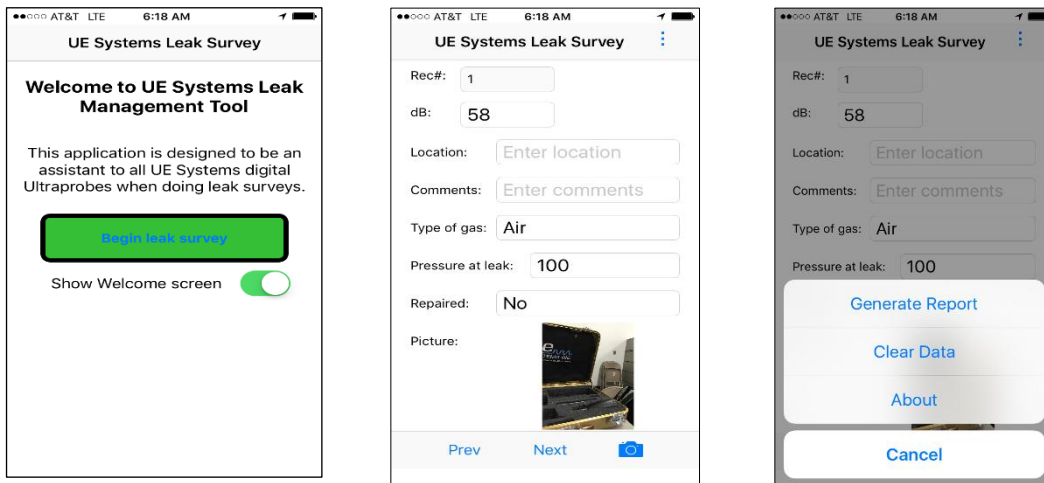 AT&T LTE 6:18 AM
UE Systems Leak Survey
Welcome to UE Systems Leak
Management Tool
This application is designed to be an
assistant to all UE Systems digital
Ultraprobes when doing leak surveys.
Begin leak survey
Show Welcome screen
AT&T LTE 6:18 AM
UE Systems Leak Survey
Rec#: 1
dB: 58
Location: Enter location
Comments: Enter comments
Type of gas: Air
Pressure at leak: 100
Repaired: No
Picture:
Prev Next
AT&T LTE 6:18 AM
UE Systems Leak Survey
Rec#: 1
dB: 58
Location: Enter location
Comments: Enter comments
Type of gas: Air
Pressure at leak: 100
Generate Report
Clear Data
About
Cancel